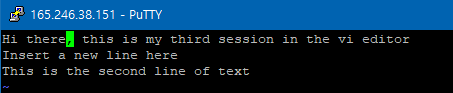 165.246.38.151 - PuTTY
Hi there, this is my third session in the vi editor
Insert a new line here
This is the second line of text
~